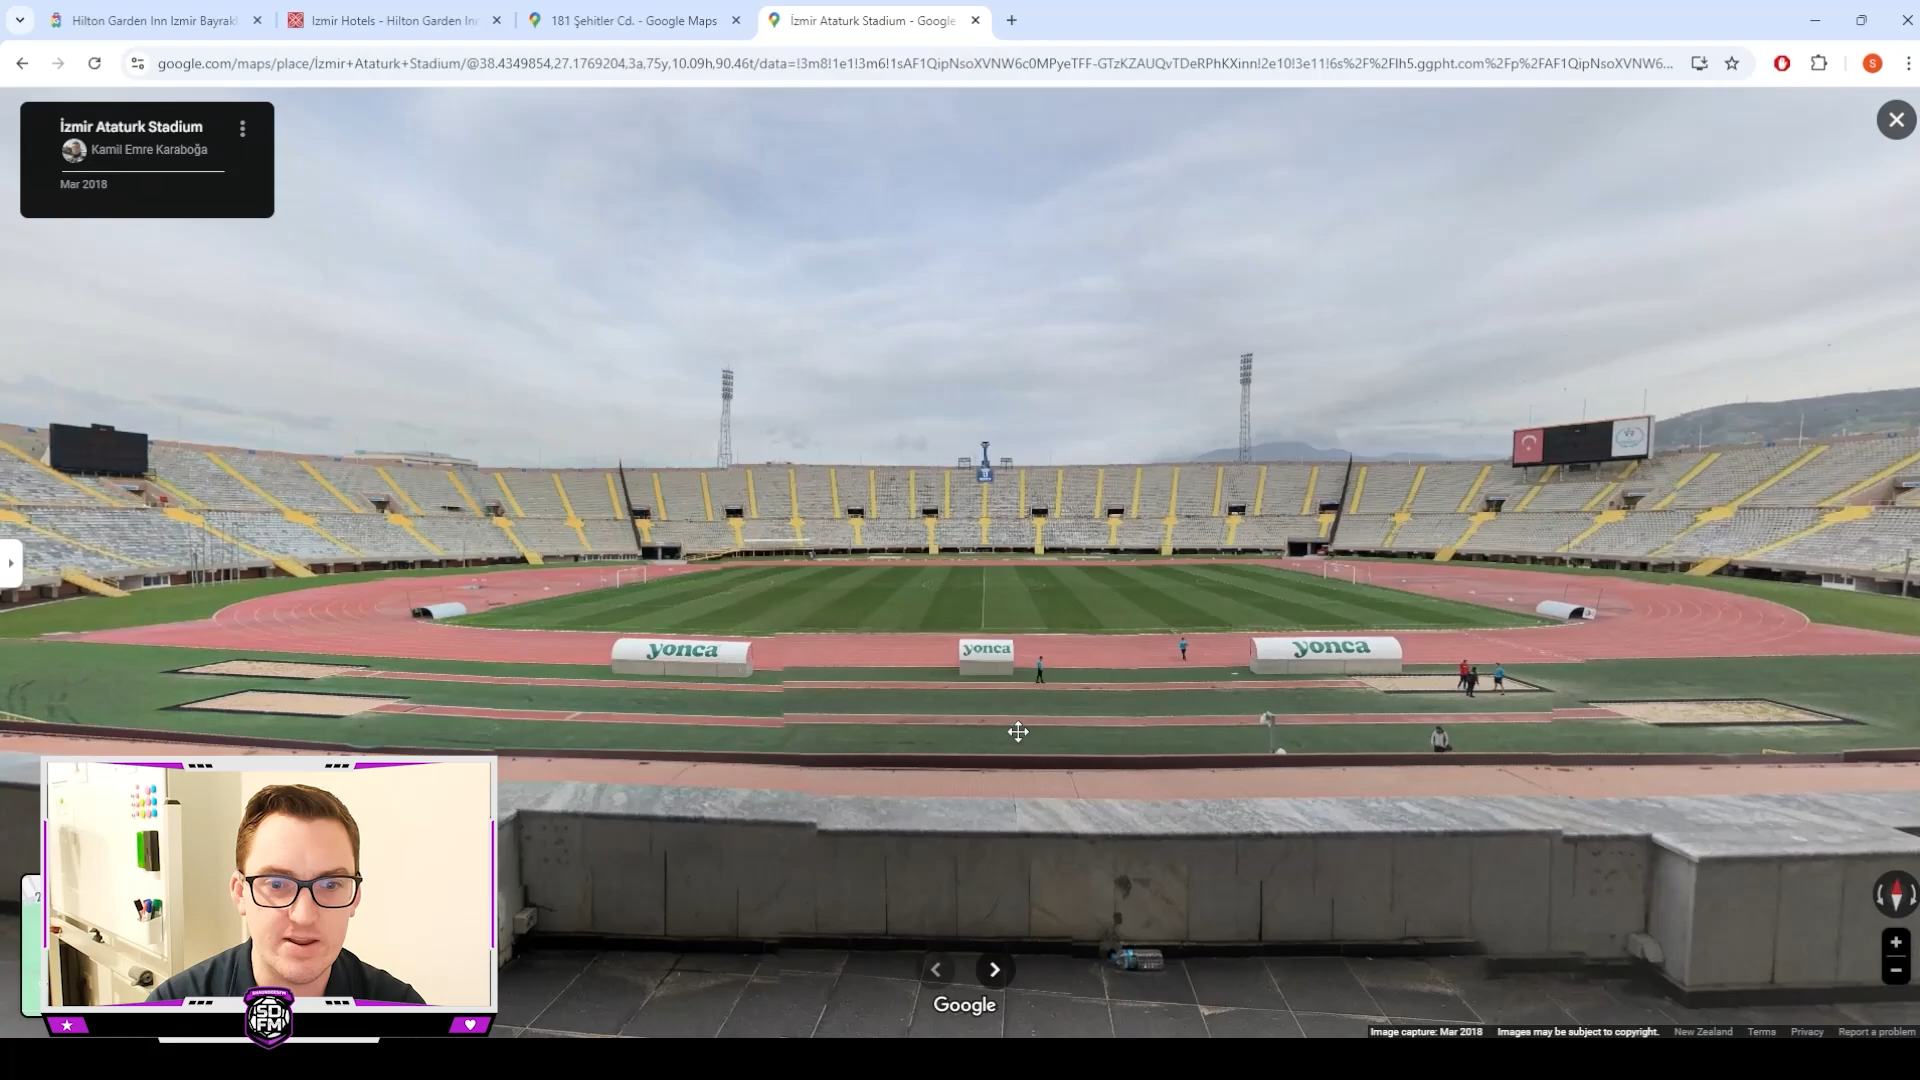 Hilton Garden Inn Izmir Bayrakl
Izmir Hotels - Hilton Garden Inn
181 Şehitler Cd. - Google Maps
İzmir Ataturk Stadium - Google
google.com/maps/place/İzmir+Ataturk+Stadium/@38.4349854,27.1769204,3a,75y,10.09h,90.46t/data=!3m8!1e1!3m6!1sAF1QipNsoXVNW6c0MPyeTFF-GTzKZAUQvTDeRPhKXinn!2e10!3e11!6s%2F%2Flh5.ggpht.com%2Fp%2FAF1QipNsoXVNW6...
S
İzmir Ataturk Stadium
Kamil Emre Karaboğa
Mar 2018
yonca
yonca
yonca
SD
FM
Google
Image capture: Mar 2018 Images may be subject to copyright. New Zealand Terms Privacy Report a problem